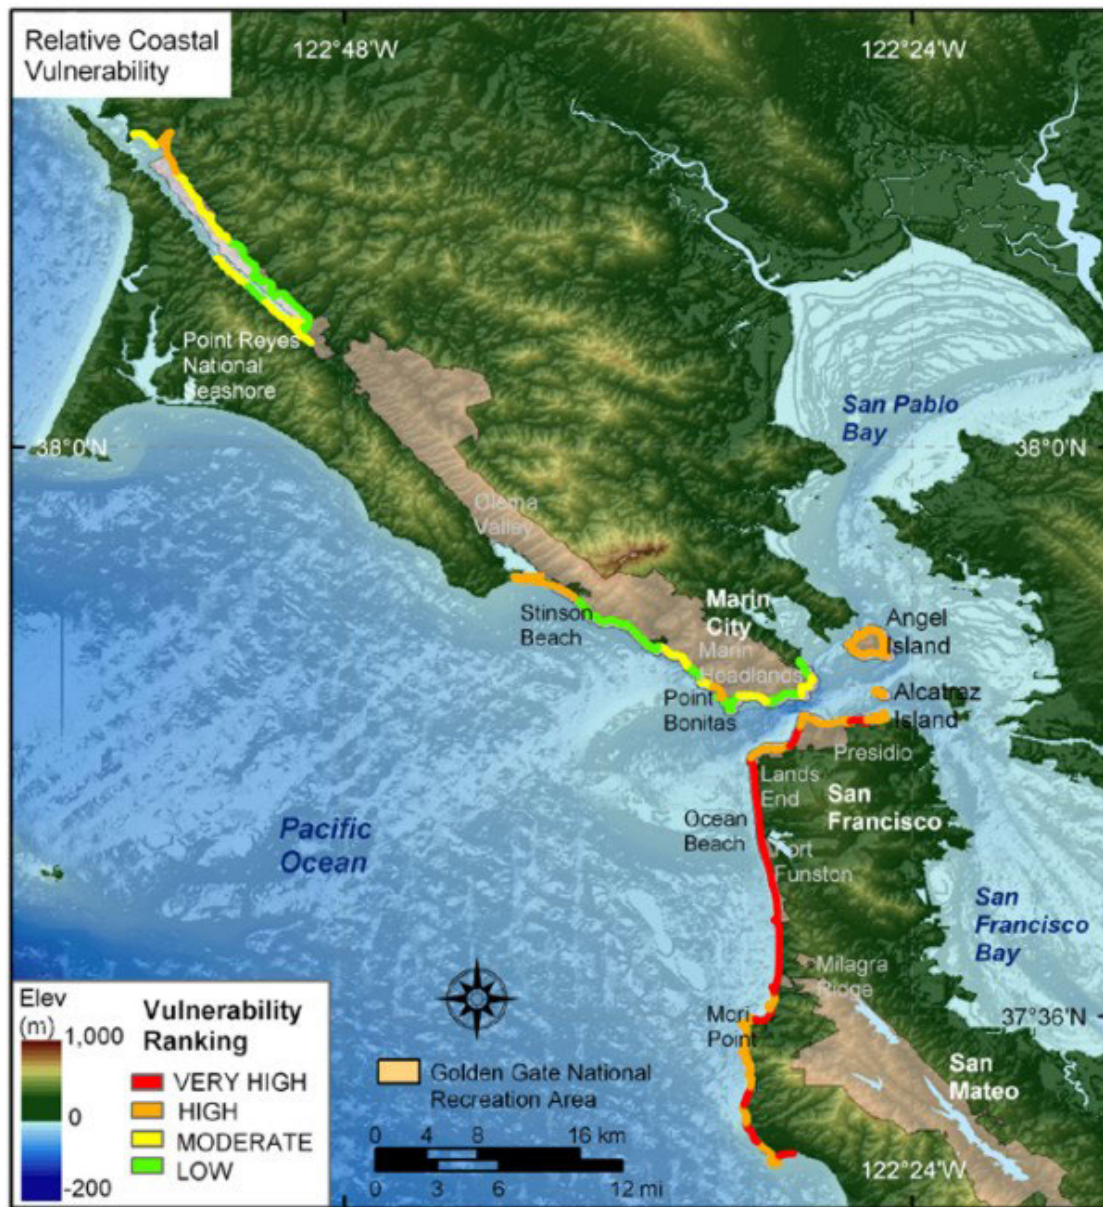 Relative Coastal
Vulnerability
122°48'W
122°24'W
Point Reyes
National
Seashore
San Pablo
Bay
38°0'N
38°0'N
Olema
Valley
Stinson
Beach
Marin
City
Marin
Headlands
Angel
Island
Point
Bonitas
Alcatraz
Island
Presidio
Lands
End
San
Francisco
Ocean
Beach
Fort
Funston
Pacific
Ocean
San
Francisco
Bay
Milagra
Ridge
Mori
Point
37°36'N
San
Mateo
122°24'W
Elev
(m)
1,000
0
-200
Vulnerability
Ranking
VERY HIGH
HIGH
MODERATE
LOW
Golden Gate National
Recreation Area
0 4 8 16 km
0 3 6 12 mi